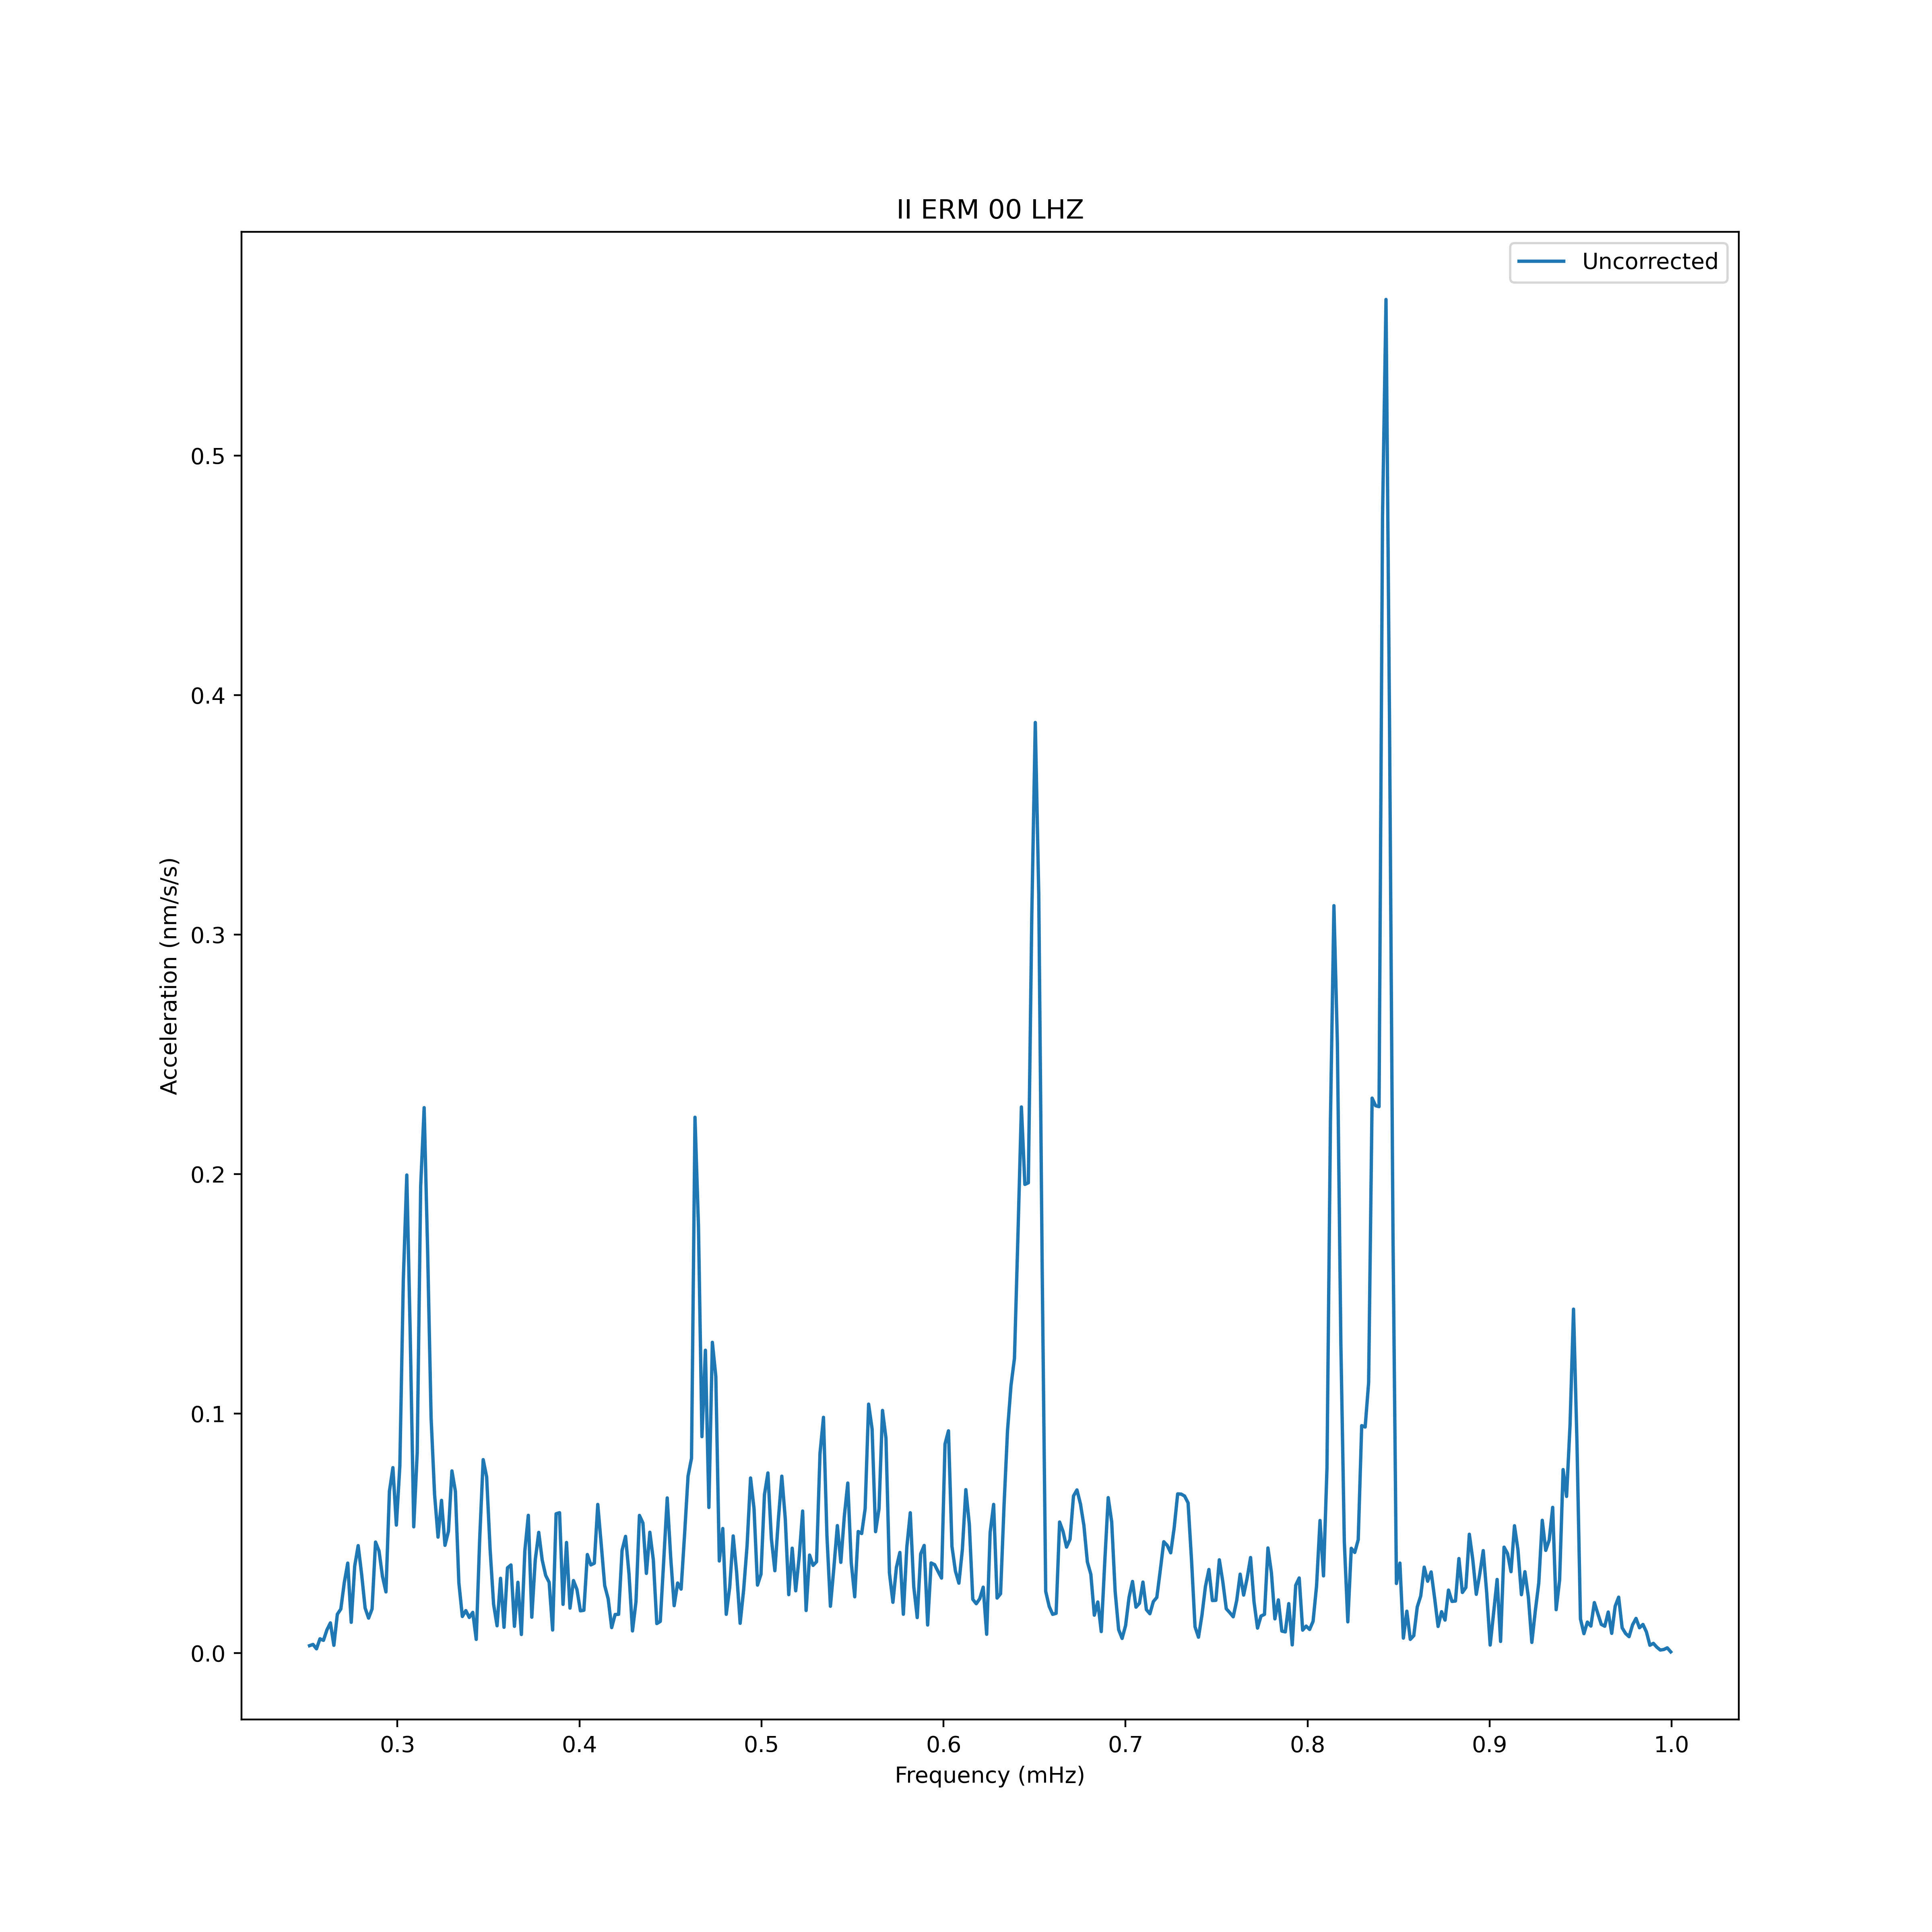 II ERM 00 LHZ
Uncorrected
Acceleration (nm/s/s)
0.5
0.4
0.3
0.2
0.1
0.0
0.3 0.4 0.5 0.6 0.7 0.8 0.9 1.0
Frequency (mHz)